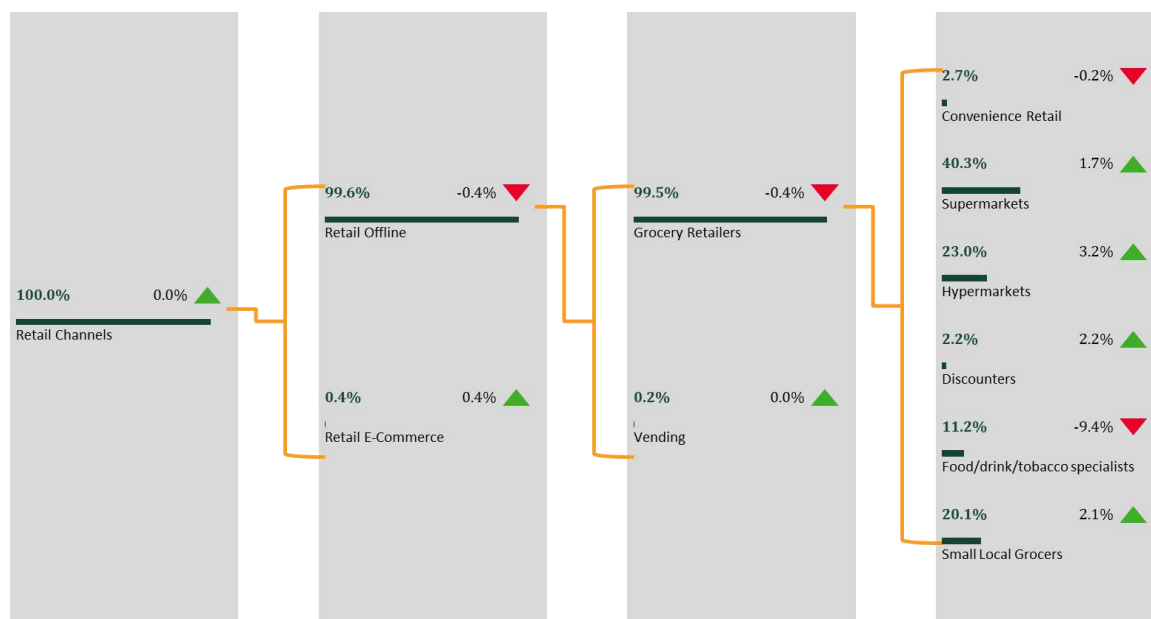 100.0% 0.0%
Retail Channels
99.6% -0.4%
Retail Offline
0.4% 0.4%
Retail E-Commerce
99.5% -0.4%
Grocery Retailers
0.2% 0.0%
Vending
2.7% -0.2%
Convenience Retail
40.3% 1.7%
Supermarkets
23.0% 3.2%
Hypermarkets
2.2% 2.2%
Discounters
11.2% -9.4%
Food/drink/tobacco specialists
20.1% 2.1%
Small Local Grocers